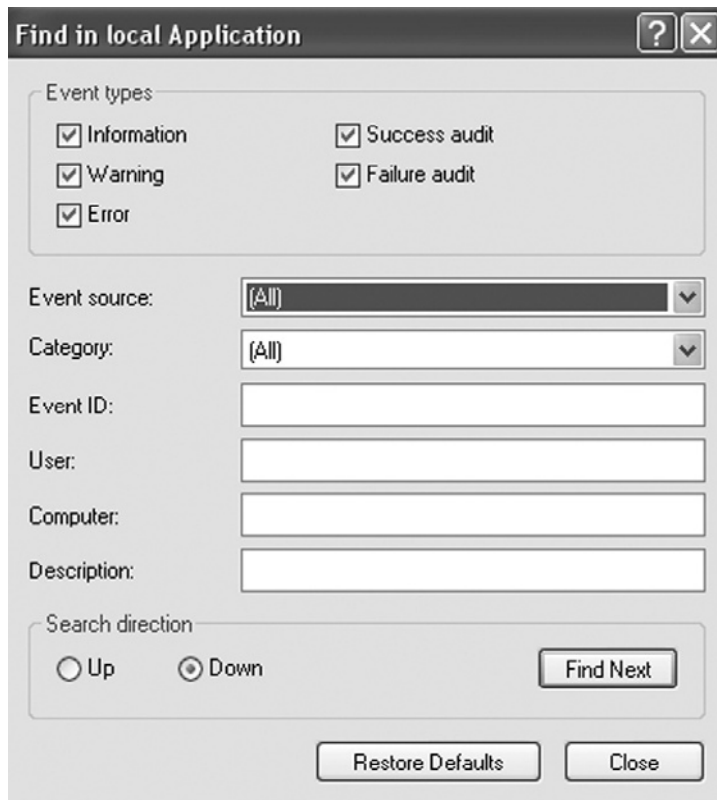 Find in local Application
Event types
Information
Success audit
Warning
Failure audit
Error
Event source: (All)
Category: (All)
Event ID:
User:
Computer:
Description:
Search direction
Up Down Find Next
Restore Defaults Close